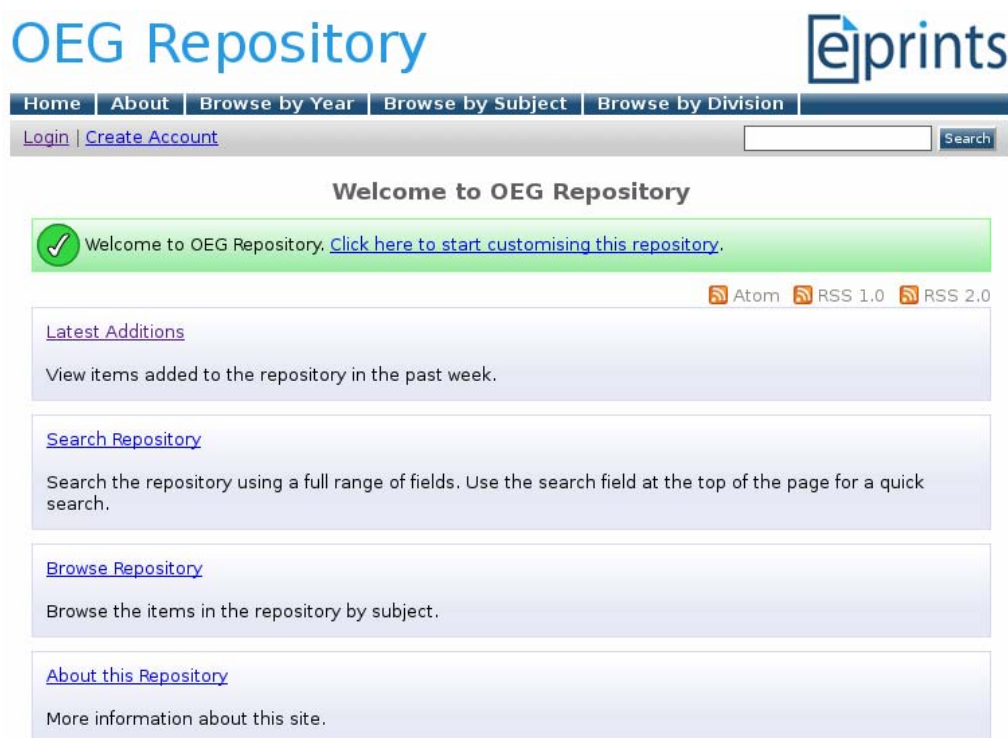 OEG Repository
eprints
Home About Browse by Year Browse by Subject Browse by Division
Login | Create Account Search
Welcome to OEG Repository
Welcome to OEG Repository. Click here to start customising this repository.
Atom RSS 1.0 RSS 2.0
Latest Additions
View items added to the repository in the past week.
Search Repository
Search the repository using a full range of fields. Use the search field at the top of the page for a quick
search.
Browse Repository
Browse the items in the repository by subject.
About this Repository
More information about this site.